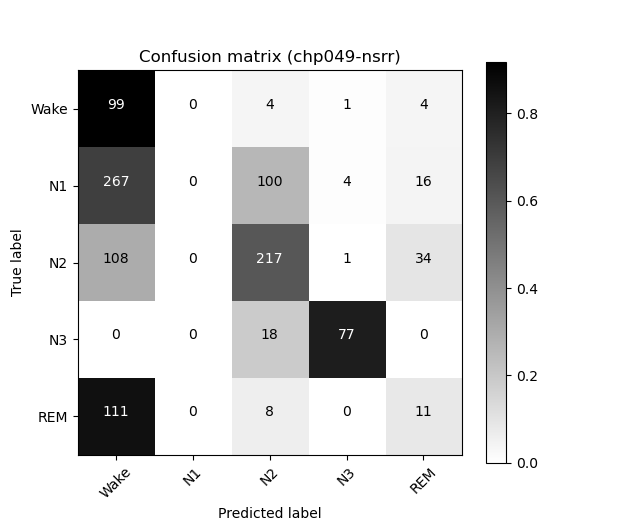 Confusion matrix (chp049-nsrr)
Wake 99 0 4 1 4
N1 267 0 100 4 16
N2 108 0 217 1 34
N3 0 0 18 77 0
REM 111 0 8 0 11
Wake N1 N2 N3 REM
True label
Predicted label
0.8
0.6
0.4
0.2
0.0